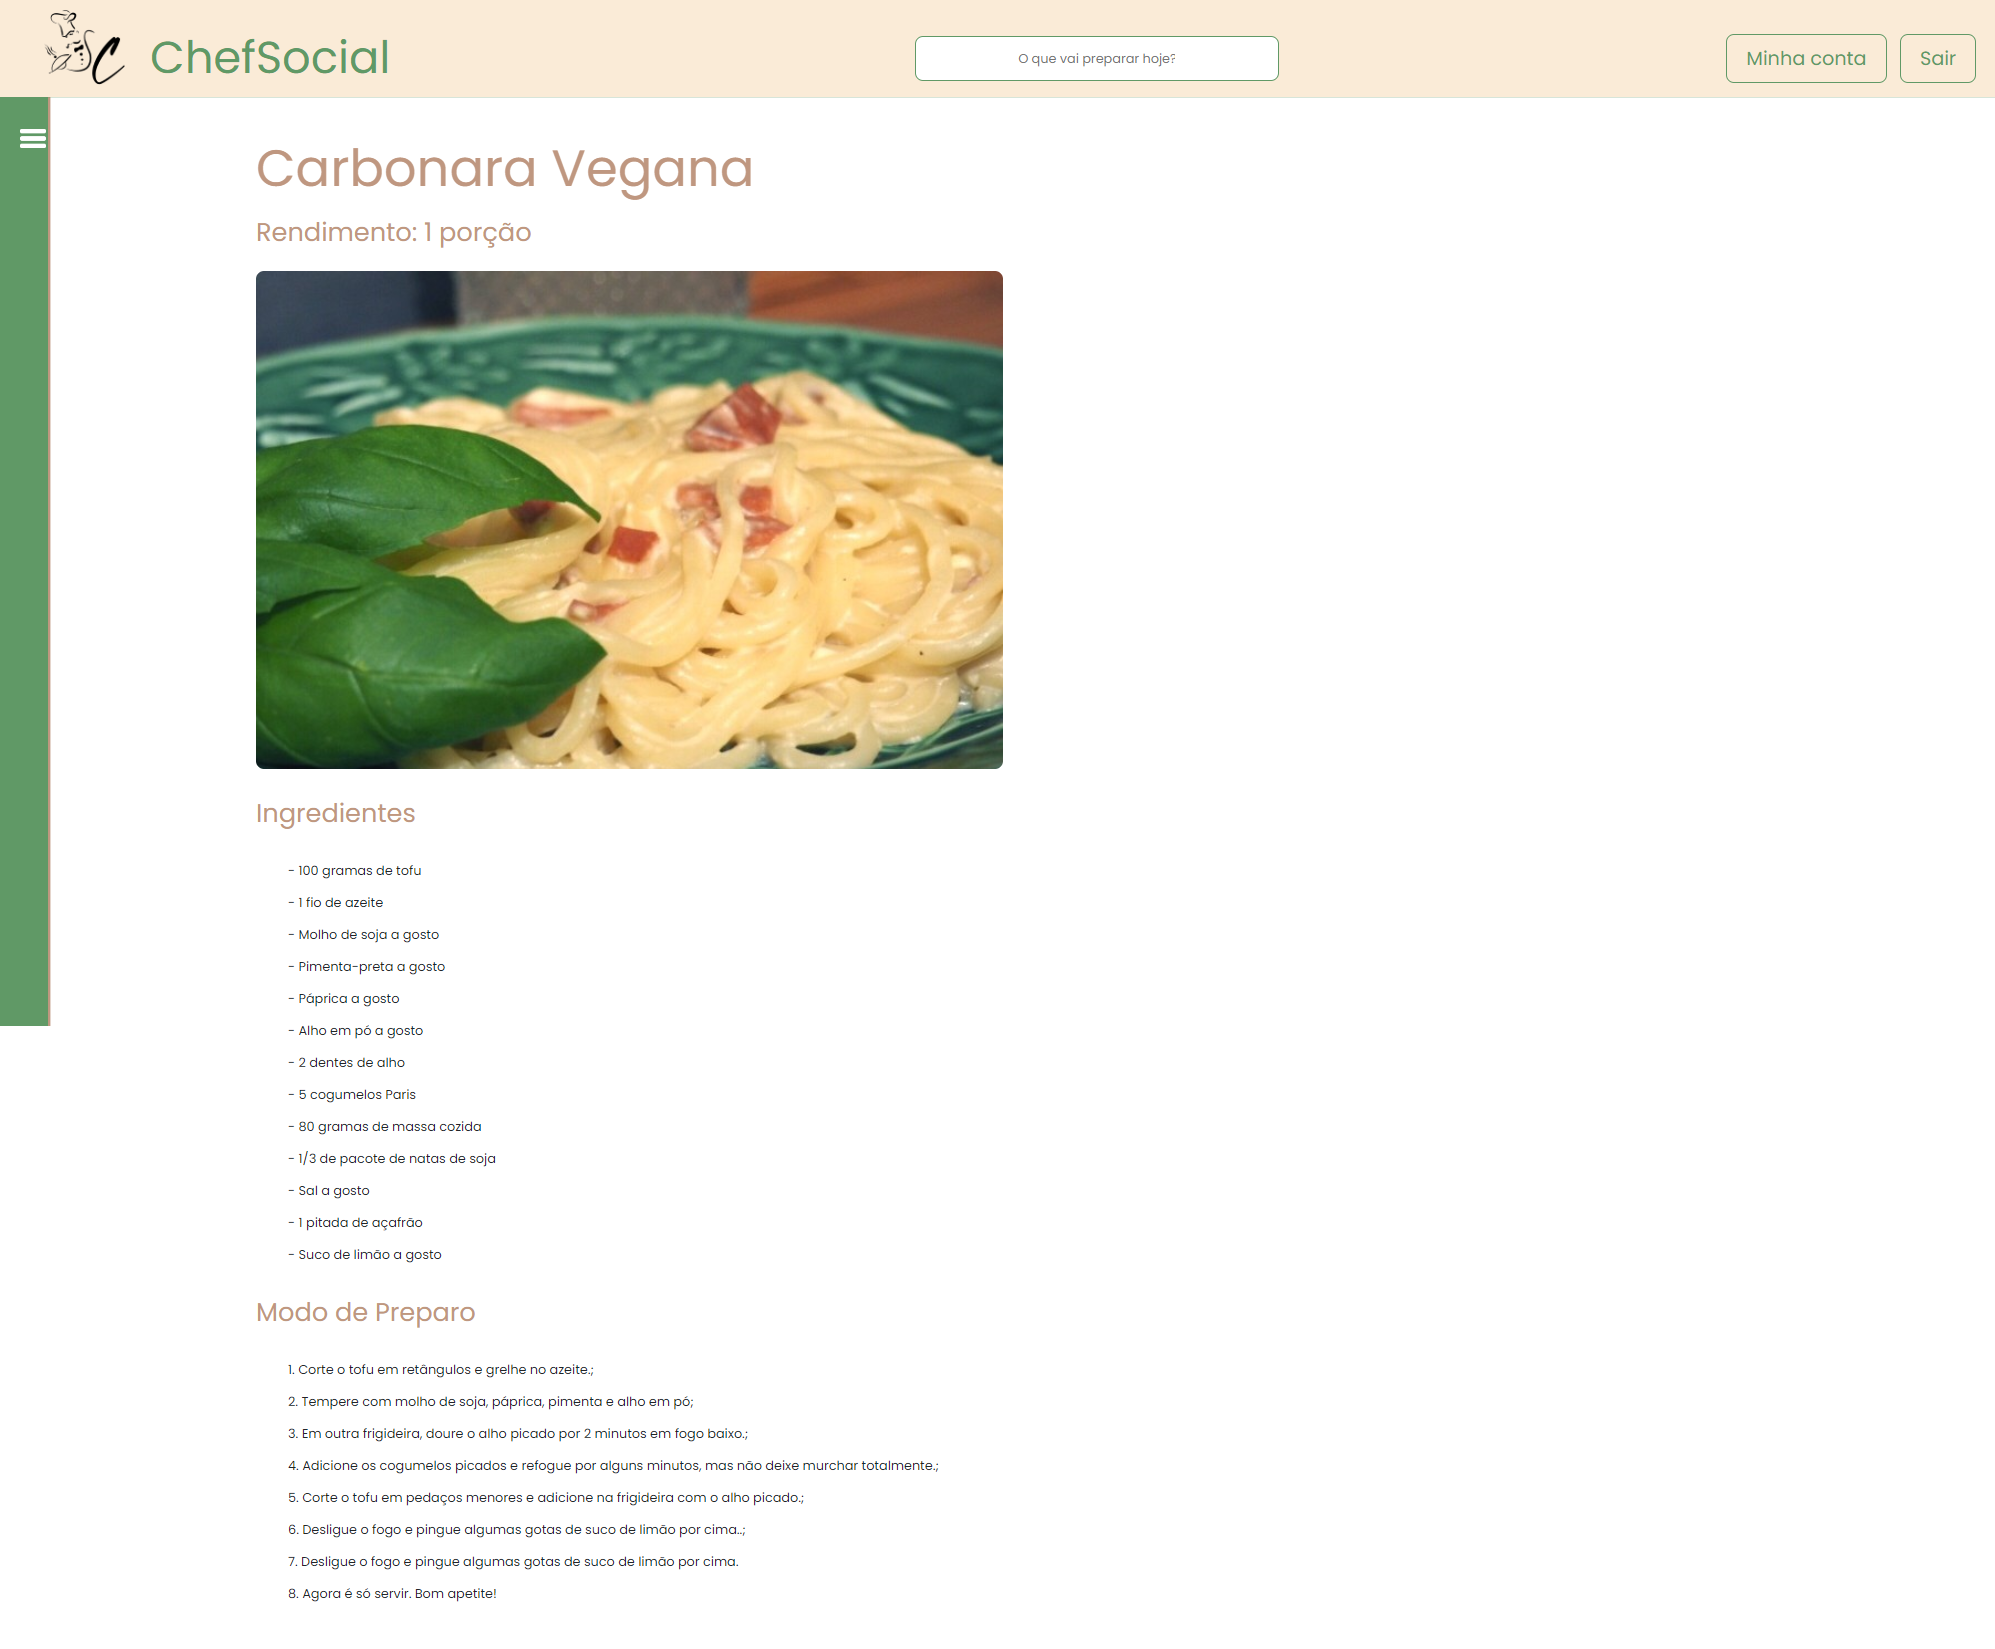 ChefSocial
O que vai preparar hoje?
Minha conta
Sair
Carbonara Vegana
Rendimento: 1 porção
Ingredientes
- 100 gramas de tofu
- 1 fio de azeite
- Molho de soja a gosto
- Pimenta-preta a gosto
- Páprica a gosto
- Alho em pó a gosto
- 2 dentes de alho
- 5 cogumelos Paris
- 80 gramas de massa cozida
- 1/3 de pacote de natas de soja
- Sal a gosto
- 1 pitada de açafrão
- Suco de limão a gosto
Modo de Preparo
1. Corte o tofu em retângulos e grelhe no azeite.;
2. Tempere com molho de soja, páprica, pimenta e alho em pó;
3. Em outra frigideira, doure o alho picado por 2 minutos em fogo baixo.;
4. Adicione os cogumelos picados e refogue por alguns minutos, mas não deixe murchar totalmente.;
5. Corte o tofu em pedaços menores e adicione na frigideira com o alho picado.;
6. Desligue o fogo e pingue algumas gotas de suco de limão por cima..;
7. Desligue o fogo e pingue algumas gotas de suco de limão por cima.
8. Agora é só servir. Bom apetite!